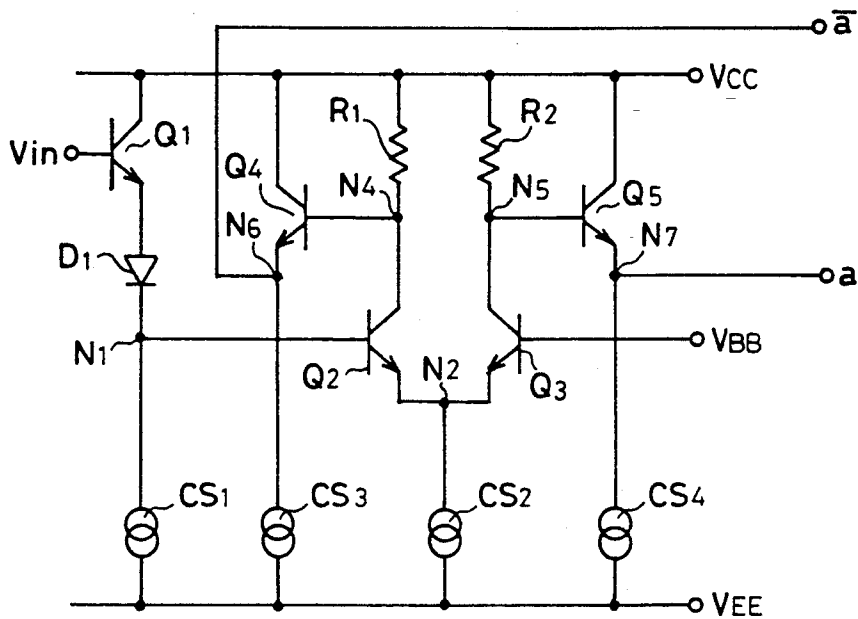 a̅
VCC
R1
R2
Vin
Q1
Q4
N4
N5
Q5
N6
N7
D1
a
N1
Q2
N2
Q3
VBB
CS1
CS3
CS2
CS4
VEE